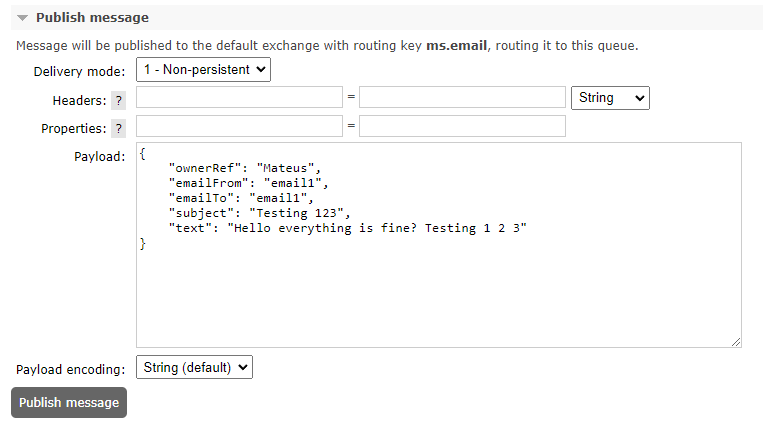 Publish message
Message will be published to the default exchange with routing key ms.email, routing it to this queue.
Delivery mode: 1 - Non-persistent
Headers: ? = String
Properties: ? =
Payload: {
"ownerRef": "Mateus",
"emailFrom": "email1",
"emailTo": "email1",
"subject": "Testing 123",
"text": "Hello everything is fine? Testing 1 2 3"
}
Payload encoding: String (default)
Publish message